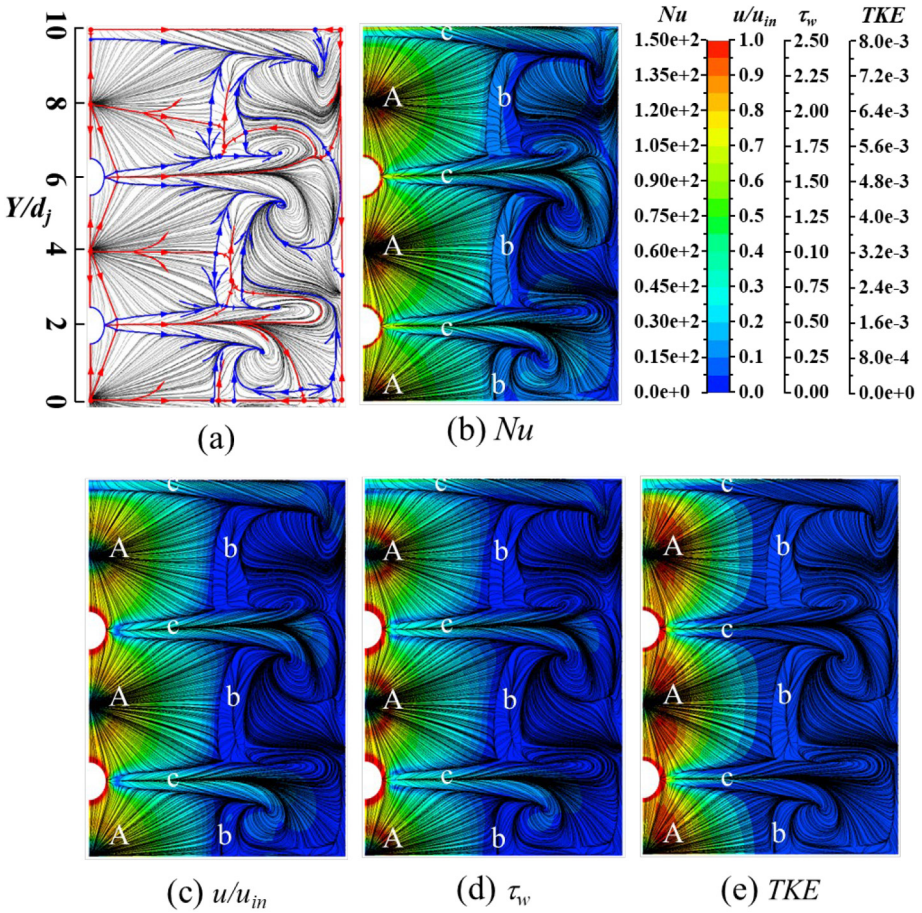 10
8
6
4
2
0
Y/d_j
A
A
A
b
b
b
c
c
c
(a)
(b) Nu
Nu u/u_in τ_w TKE
1.50e+2 1.0 2.50 8.0e-3
1.35e+2 0.9 2.25 7.2e-3
1.20e+2 0.8 2.00 6.4e-3
1.05e+2 0.7 1.75 5.6e-3
0.90e+2 0.6 1.50 4.8e-3
0.75e+2 0.5 1.25 4.0e-3
0.60e+2 0.4 0.10 3.2e-3
0.45e+2 0.3 0.75 2.4e-3
0.30e+2 0.2 0.50 1.6e-3
0.15e+2 0.1 0.25 8.0e-4
0.0e+0 0.0 0.00 0.0e+0
c
A
b
c
A
b
c
A
b
(c) u/u_in
c
A
b
c
A
b
c
A
b
(d) τ_w
c
A
b
c
A
b
c
A
b
(e) TKE